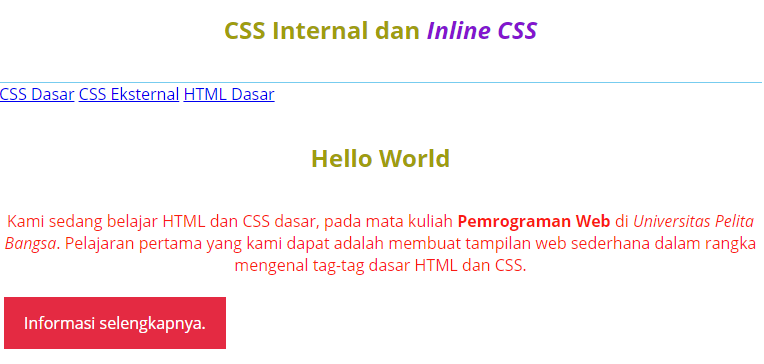 CSS Internal dan Inline CSS
CSS Dasar CSS Eksternal HTML Dasar
Hello World
Kami sedang belajar HTML dan CSS dasar, pada mata kuliah Pemrograman Web di Universitas Pelita
Bangsa. Pelajaran pertama yang kami dapat adalah membuat tampilan web sederhana dalam rangka
mengenal tag-tag dasar HTML dan CSS.
Informasi selengkapnya.